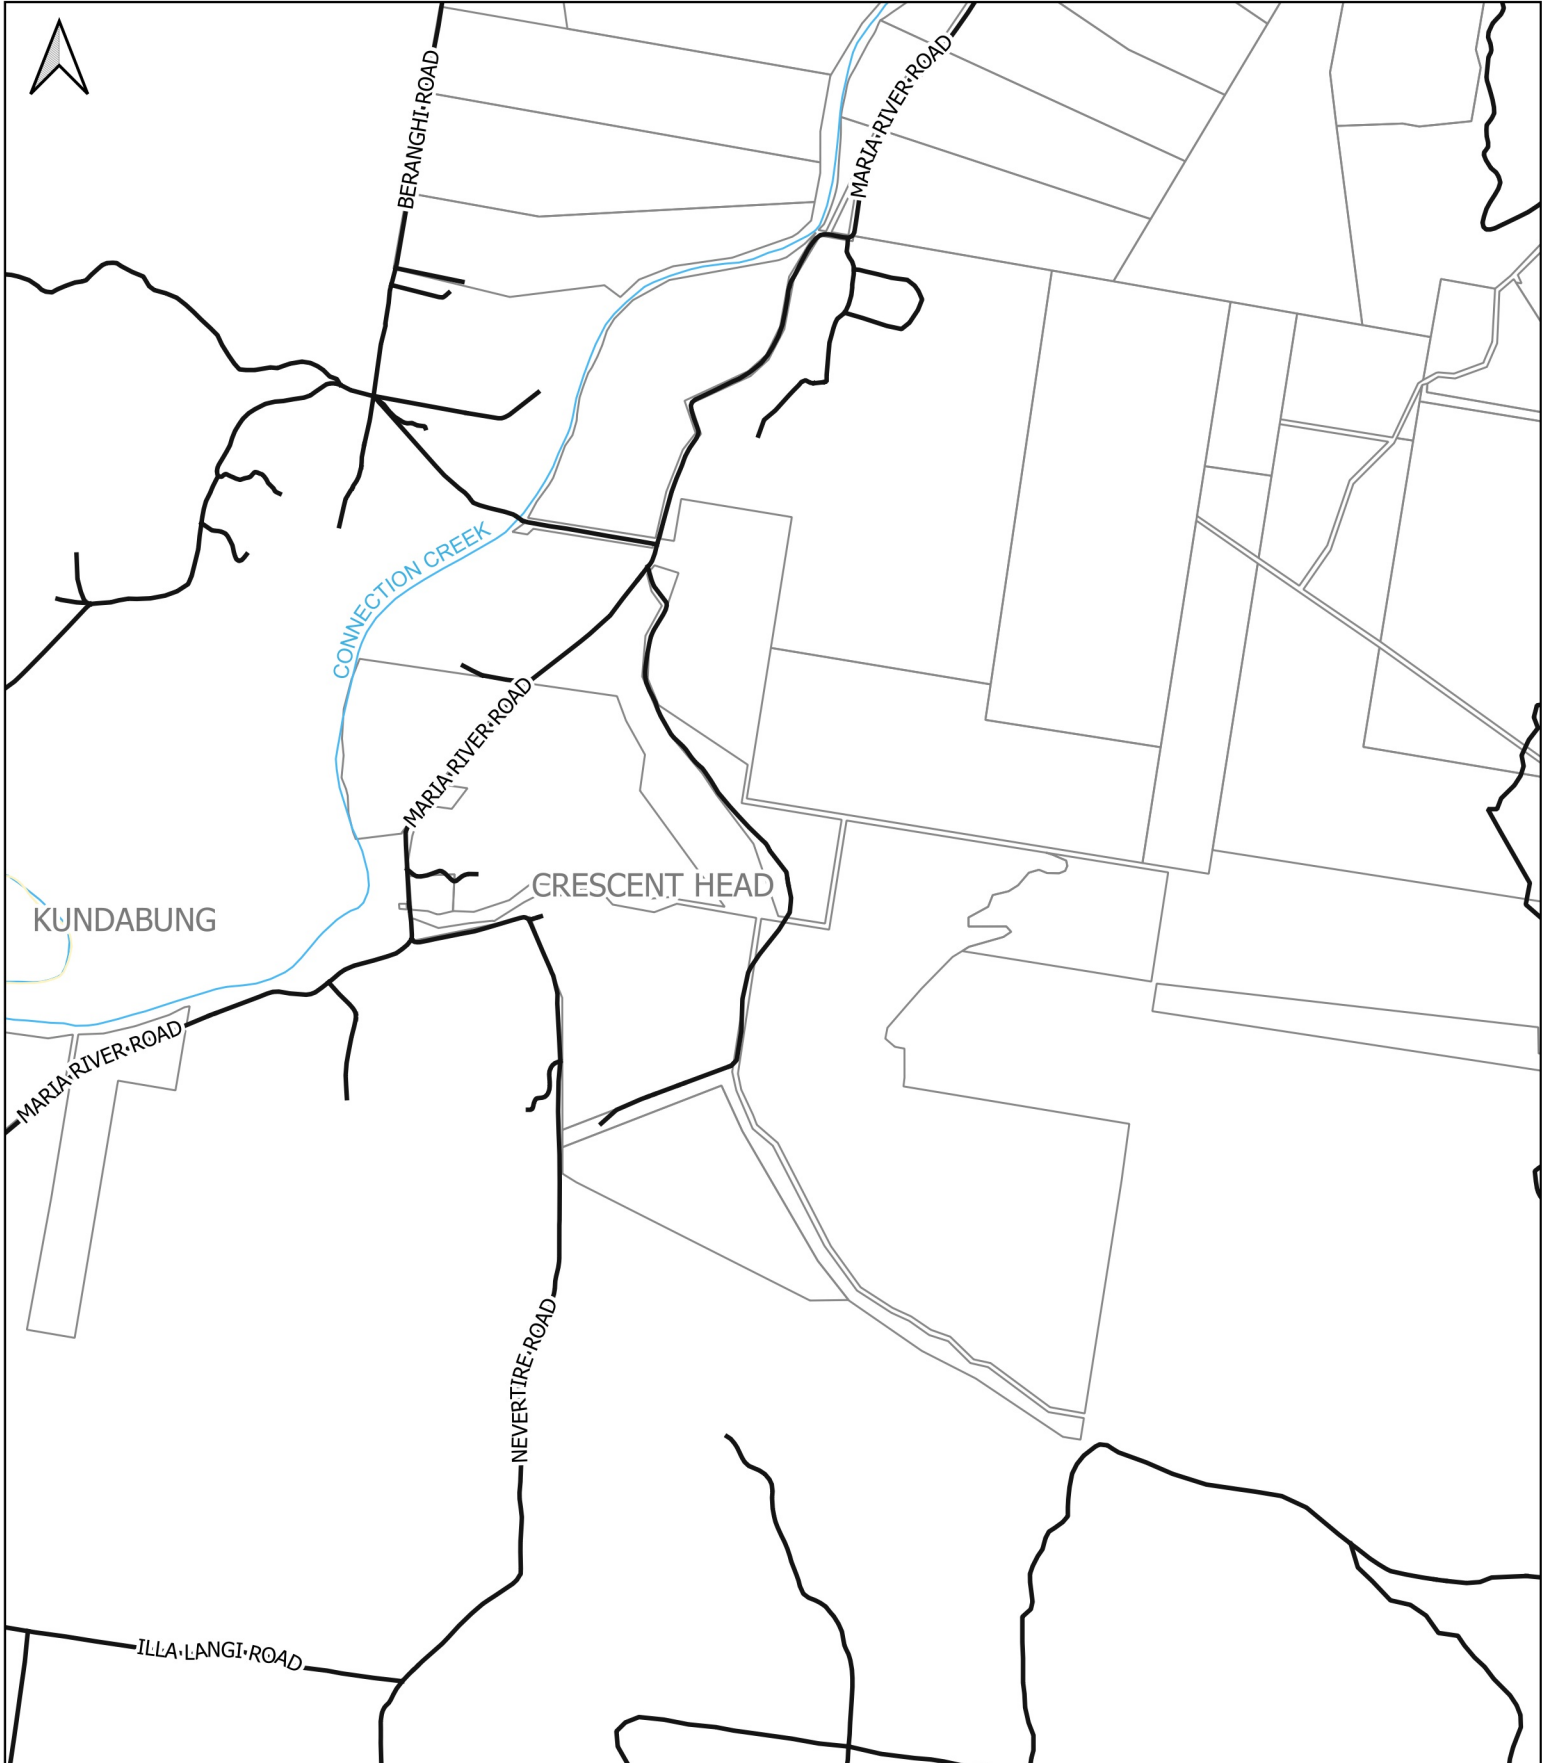 MARIA RIVER ROAD
BERANGHI ROAD
CONNECTION CREEK
MARIA RIVER ROAD
CRESCENT HEAD
KUNDABUNG
MARIA RIVER ROAD
NEVERTIRE ROAD
ILLA LANGI ROAD